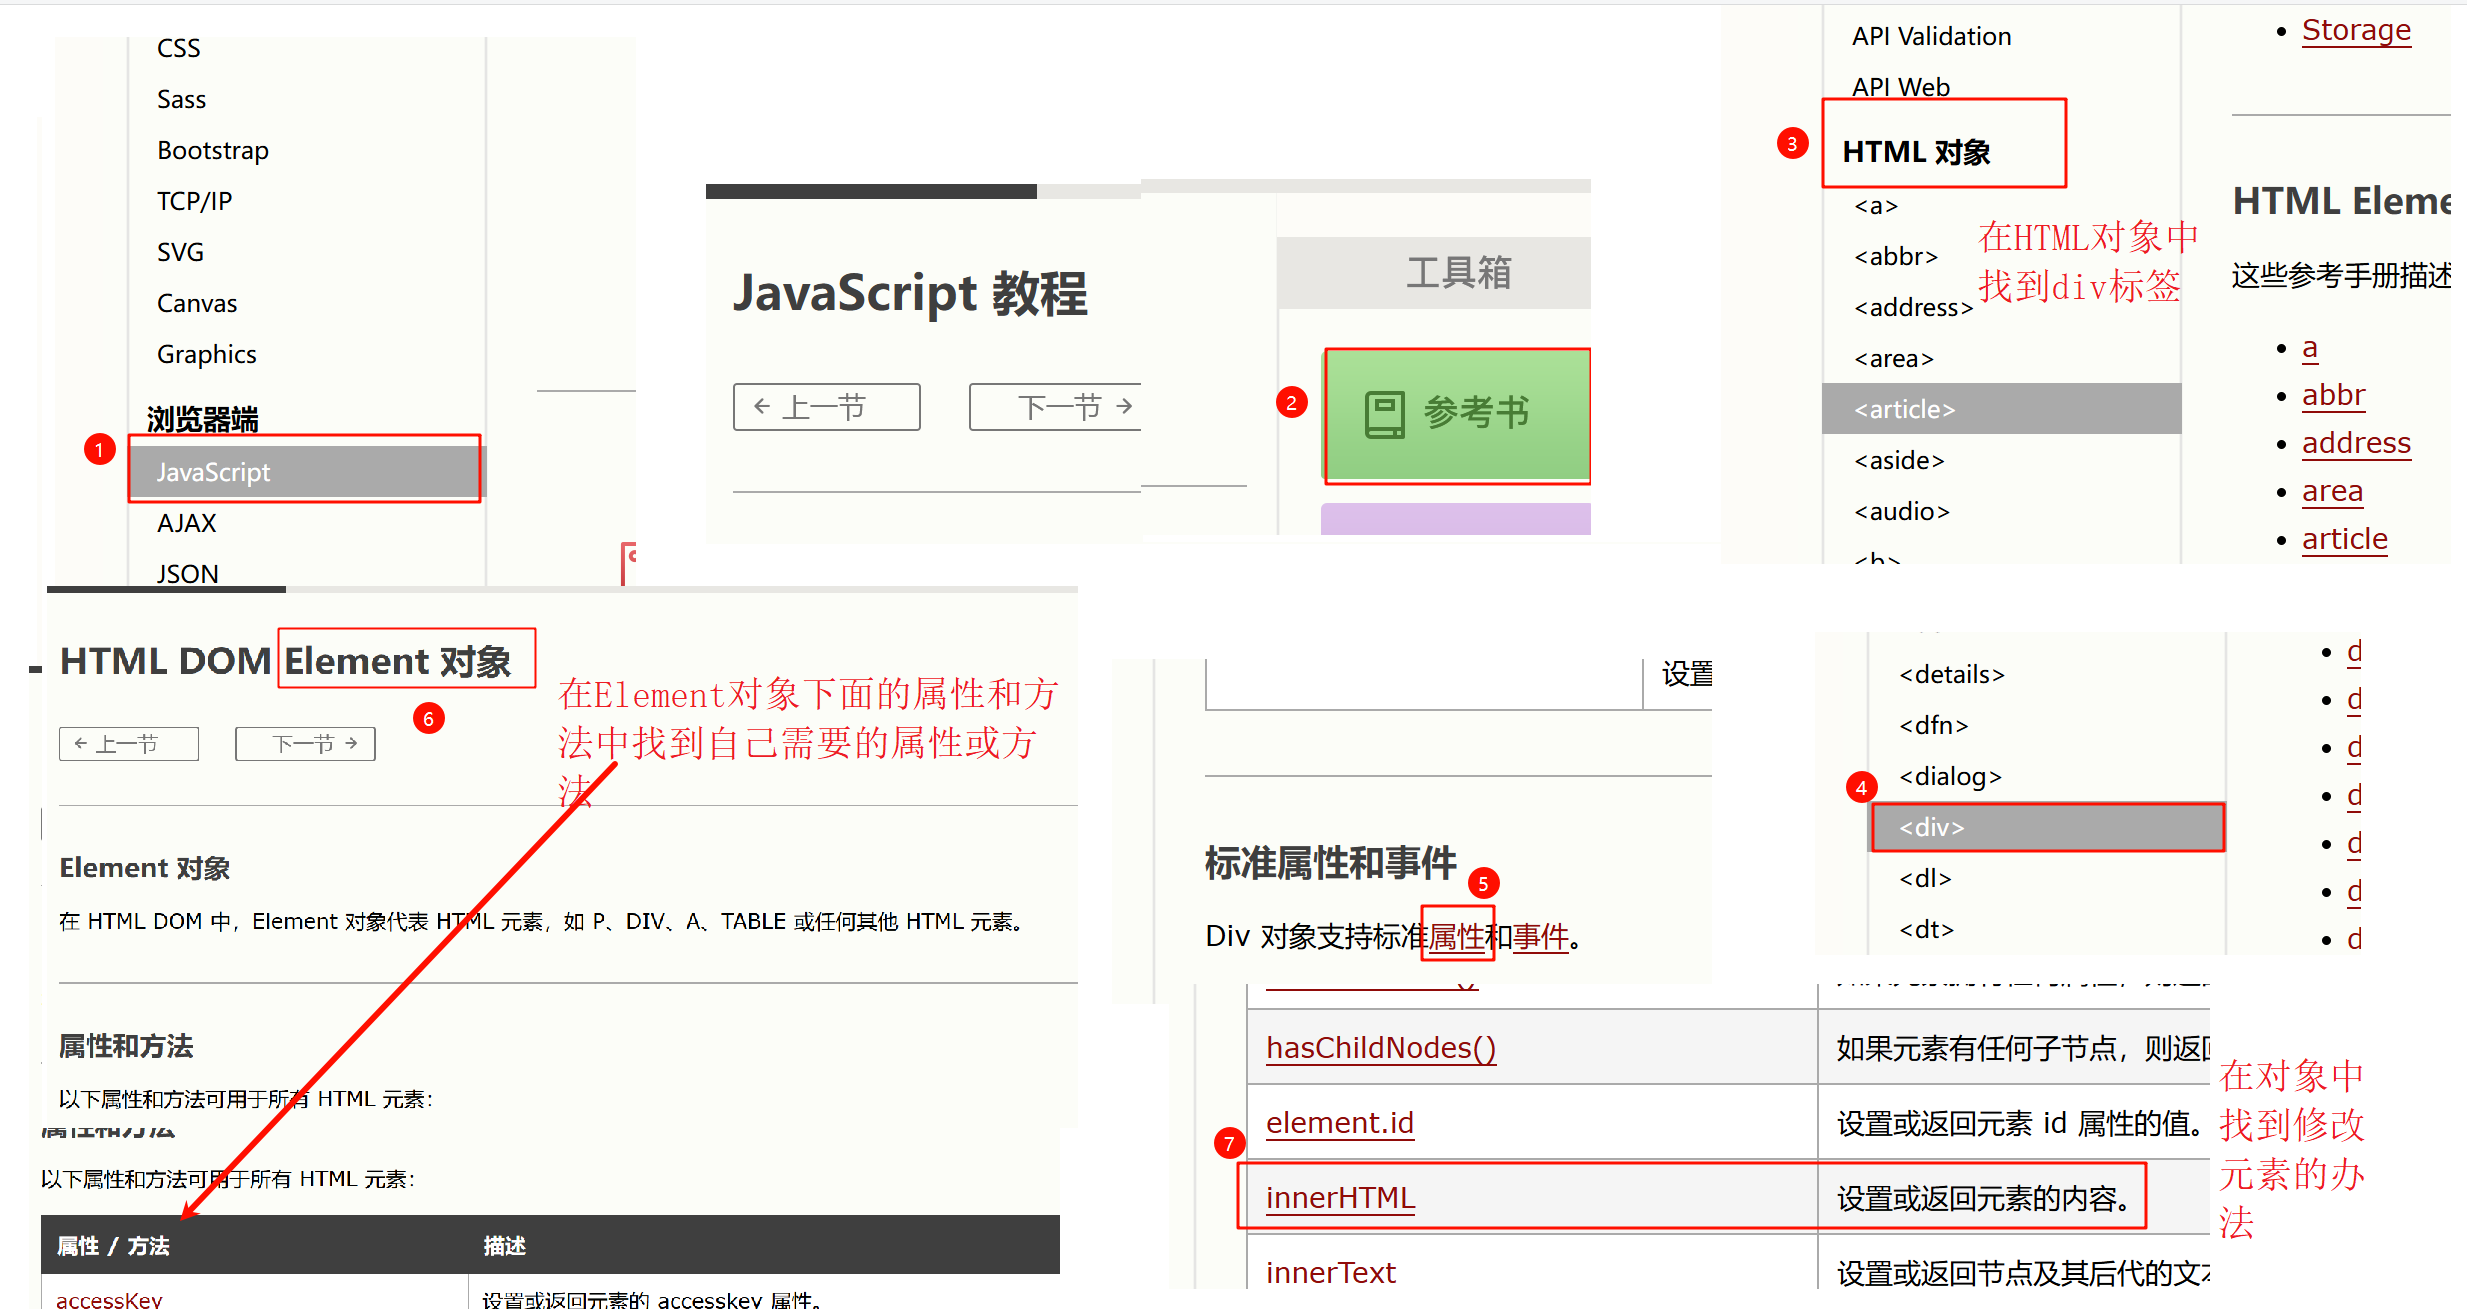 CSS
Sass
Bootstrap
TCP/IP
SVG
Canvas
Graphics
浏览器端
1
JavaScript
AJAX
JSON
JavaScript 教程
← 上一节
下一节 →
工具箱
2
参考书
API Validation
API Web
3
HTML 对象
<a>
<abbr>
<address>
<area>
<article>
<aside>
<audio>
在HTML对象中
找到div标签
Storage
HTML Eleme
这些参考手册描述
a
abbr
address
area
article
HTML DOM Element 对象
6
← 上一节
下一节 →
在Element对象下面的属性和方
法中找到自己需要的属性或方
法
Element 对象
在 HTML DOM 中，Element 对象代表 HTML 元素，如 P、DIV、A、TABLE 或任何其他 HTML 元素。
属性和方法
以下属性和方法可用于所有 HTML 元素：
属性和方法
以下属性和方法可用于所有 HTML 元素：
属性 / 方法
描述
accessKey
设置或返回元素的 accesskey 属性。
设置
标准属性和事件
5
Div 对象支持标准属性和事件。
<details>
<dfn>
<dialog>
4
<div>
<dl>
<dt>
d
d
d
d
d
d
d
hasChildNodes()
如果元素有任何子节点，则返回
element.id
设置或返回元素 id 属性的值。
7
innerHTML
设置或返回元素的内容。
innerText
设置或返回节点及其后代的文本
在对象中
找到修改
元素的办
法